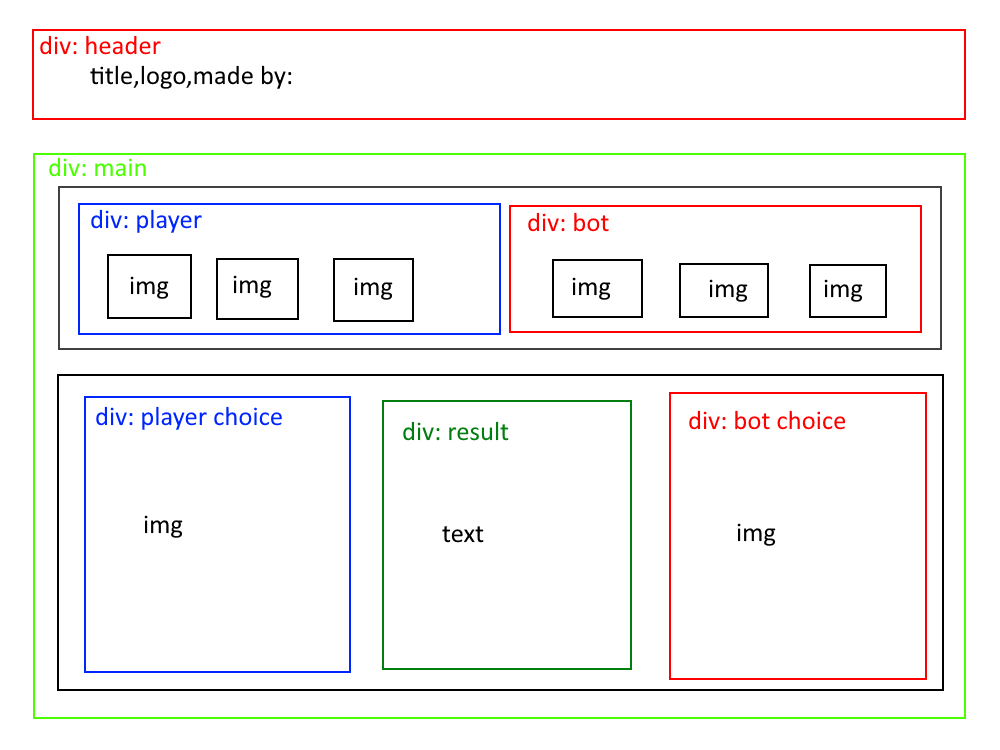 div: header
title,logo,made by:
div: main
div: player
img
img
img
div: bot
img
img
img
div: player choice
img
div: result
text
div: bot choice
img